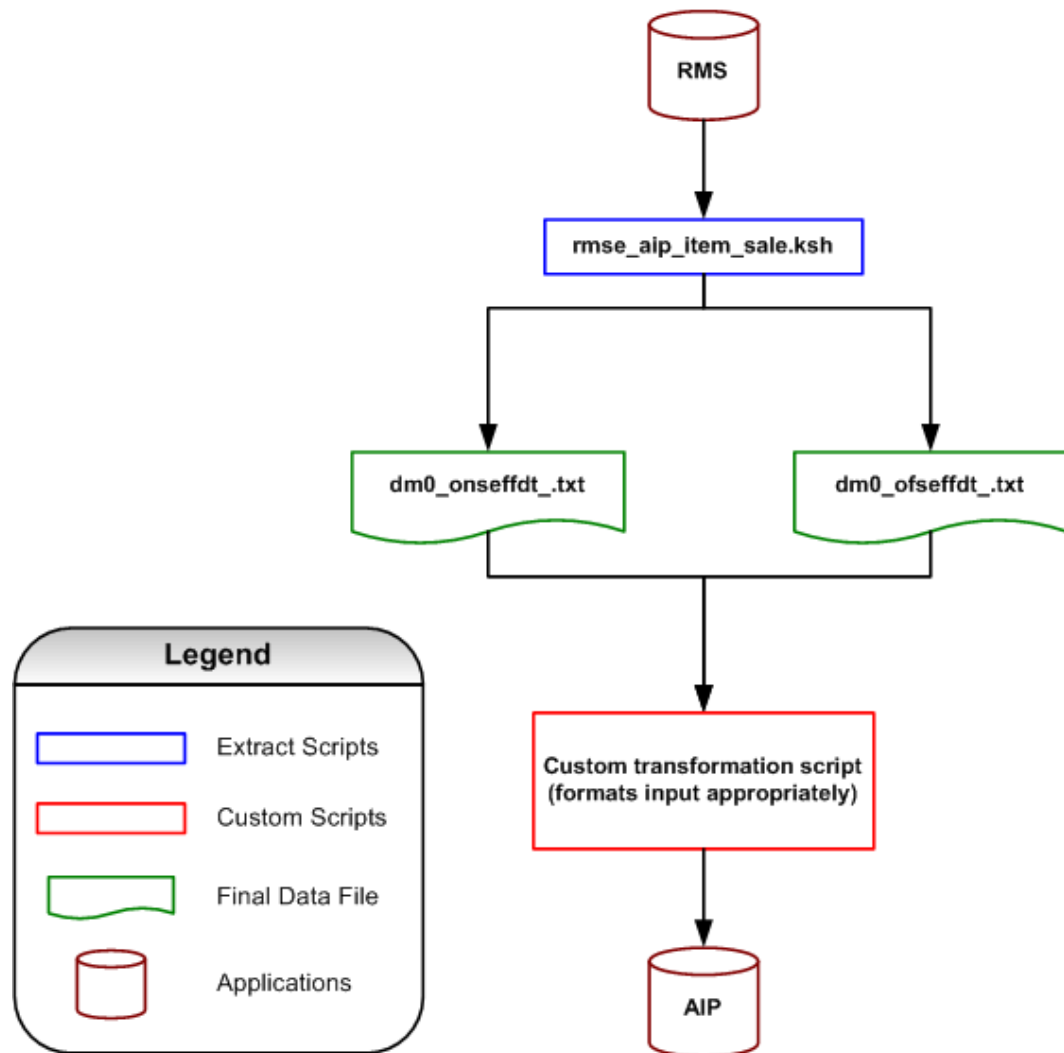 RMS
rmse_aip_item_sale.ksh
dm0_onseffdt_.txt
dm0_ofseffdt_.txt
Legend
Extract Scripts
Custom Scripts
Final Data File
Applications
Custom transformation script
(formats input appropriately)
AIP